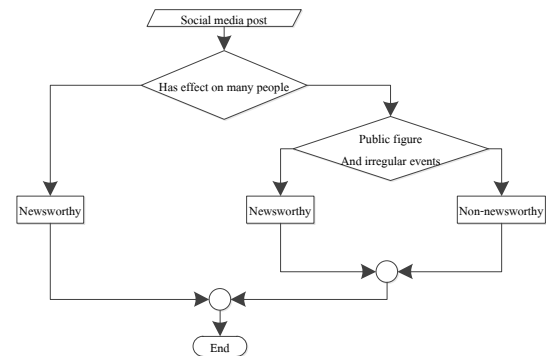 Social media post
Has effect on many people
Public figure
And irregular events
Newsworthy
Newsworthy
Non-newsworthy
End